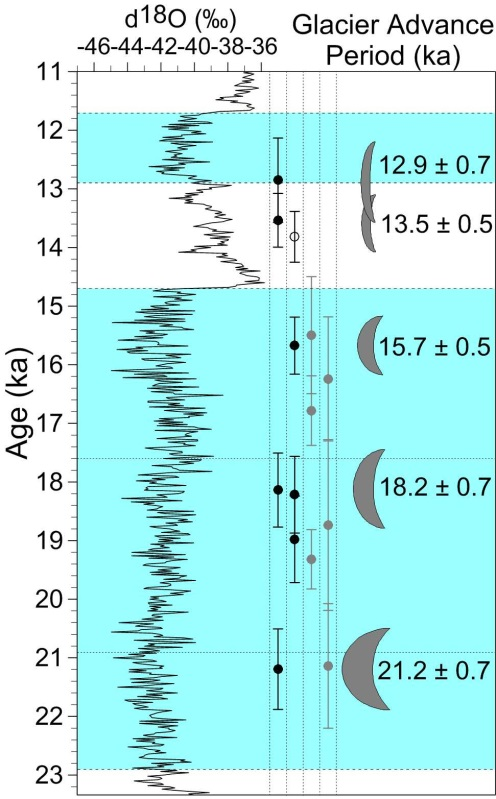 d18O (‰)
Glacier Advance
Period (ka)
-46-44-42-40-38-36
11
12
12.9 ± 0.7
13
13.5 ± 0.5
14
15
15.7 ± 0.5
16
Age (ka)
17
18
18.2 ± 0.7
19
20
21
21.2 ± 0.7
22
23